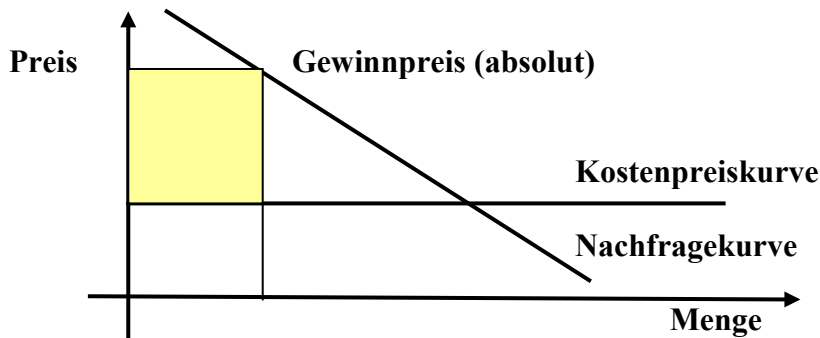 Preis
Gewinnpreis (absolut)
Kostenpreiskurve
Nachfragekurve
Menge